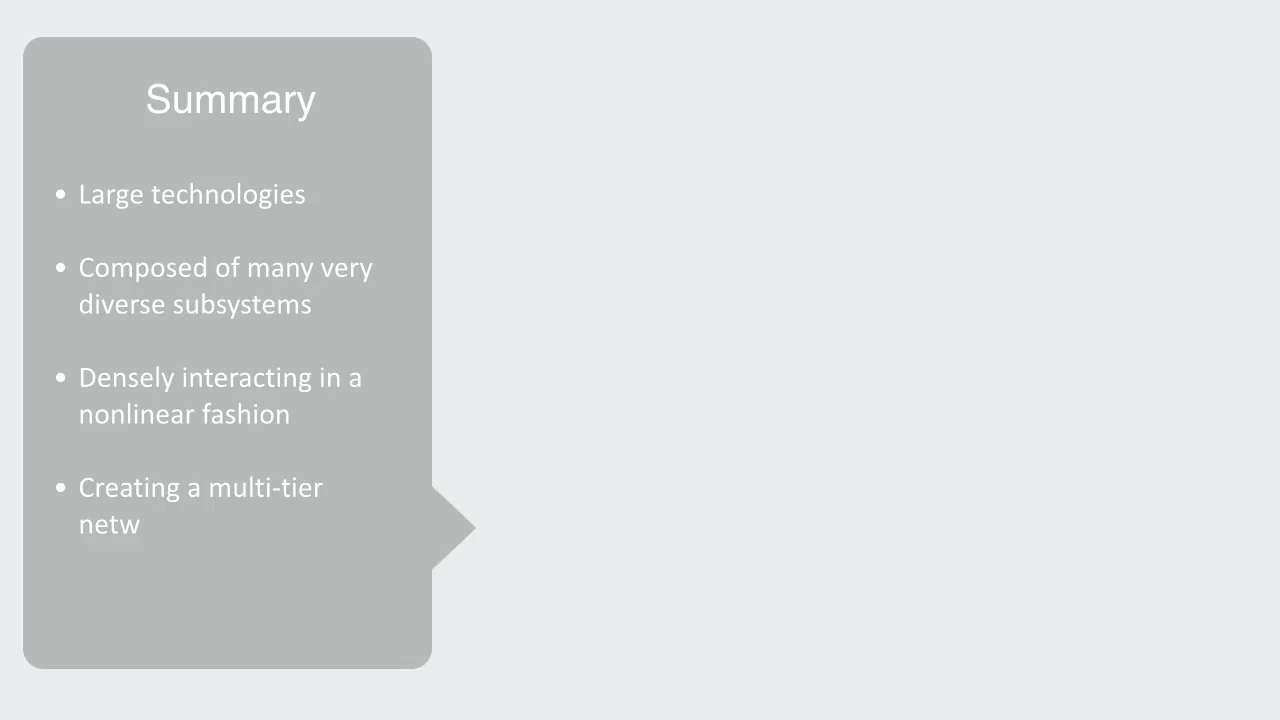 Summary
• Large technologies
• Composed of many very
diverse subsystems
• Densely interacting in a
nonlinear fashion
• Creating a multi-tier
netw